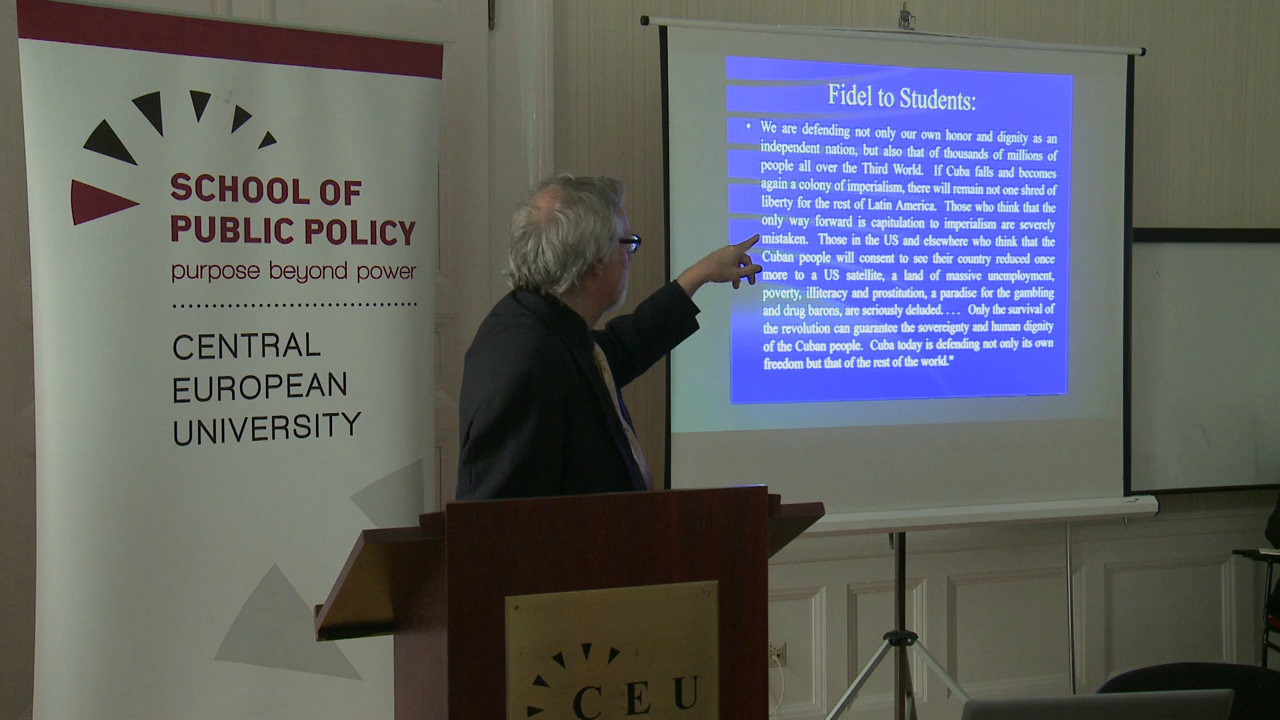 SCHOOL OF
PUBLIC POLICY
purpose beyond power
CENTRAL
EUROPEAN
UNIVERSITY
Fidel to Students:
• We are defending not only our own honor and dignity as an
independent nation, but also that of thousands of millions of
people all over the Third World. If Cuba falls and becomes
again a colony of imperialism, there will remain not one shred of
liberty for the rest of Latin America. Those who think that the
only way forward is capitulation to imperialism are severely
mistaken. Those in the US and elsewhere who think that the
Cuban people will consent to see their country reduced once
more to a US satellite, a land of massive unemployment,
poverty, illiteracy and prostitution, a paradise for the gambling
and drug barons, are seriously deluded. . . . Only the survival of
the revolution can guarantee the sovereignty and human dignity
of the Cuban people. Cuba today is defending not only its own
freedom but that of the rest of the world."
CEU